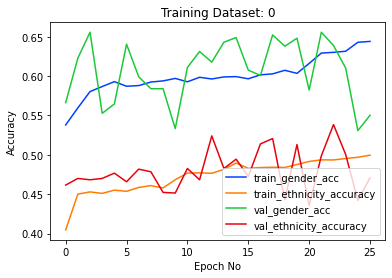 Training Dataset: 0
Accuracy
0.65
0.60
0.55
0.50
0.45
0.40
train_gender_acc
train_ethnicity_accuracy
val_gender_acc
val_ethnicity_accuracy
0 5 10 15 20 25
Epoch No